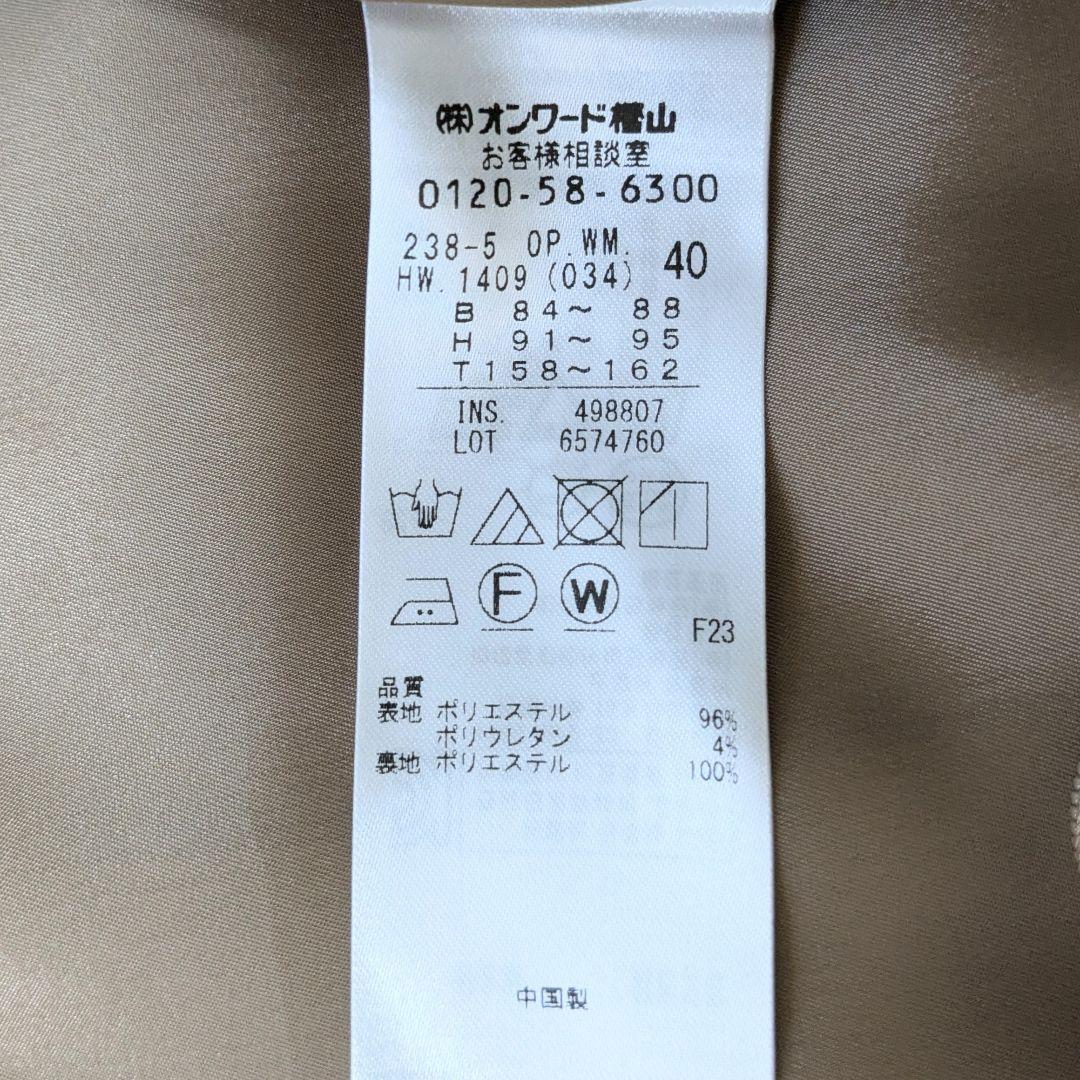 ㈱オンワード樫山
お客様相談室
0120-58-6300
238-5 OP.WM.
HW.1409(034) 40
B 84～ 88
H 91～ 95
T158～162
INS. 498807
LOT 6574760
F W
F23
品質
表地 ポリエステル 96%
ポリウレタン 4%
裏地 ポリエステル 100%
中国製